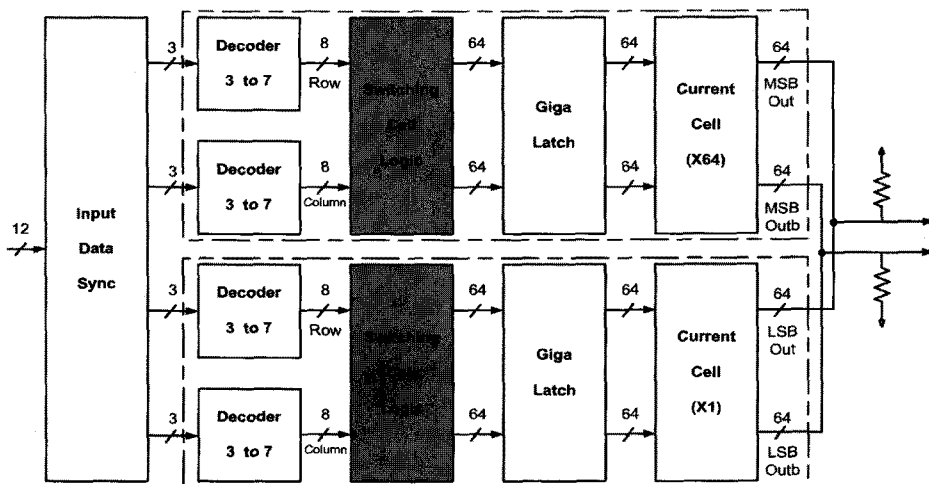 12
Input
Data
Sync
3
Decoder
3 to 7
8
Row
Switching
Cell
Logic
64
Giga
Latch
64
Current
Cell
(X64)
64
MSB
Out
3
Decoder
3 to 7
8
Column
64
64
64
MSB
Outb
3
Decoder
3 to 7
8
Row
Switching
64
Giga
Latch
64
Current
Cell
(X1)
64
LSB
Out
3
Decoder
3 to 7
8
Column
64
64
64
LSB
Outb